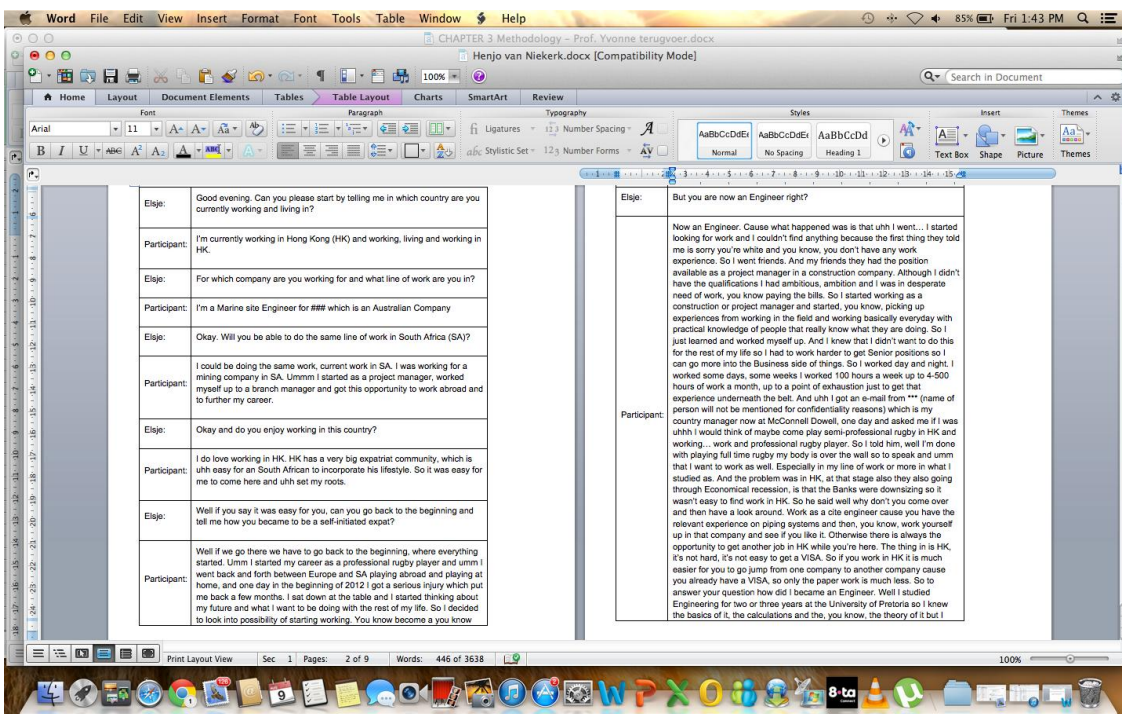 Word File Edit View Insert Format Font Tools Table Window Help
85% Fri 1:43 PM
CHAPTER 3 Methodology – Prof. Yvonne terugvoer.docx
Henjo van Niekerk.docx [Compatibility Mode]
100%
Search in Document
Home Layout Document Elements Tables Table Layout Charts SmartArt Review
Font Paragraph Typography Styles Insert Themes
Arial 11 Ligatures 123 Number Spacing
B I U ABC Stylistic Set 123 Number Forms
AaBbCcDdEe AaBbCcDdEe AaBbCcDd
Normal No Spacing Heading 1 Text Box Shape Picture Themes
Elsje:
Good evening. Can you please start by telling me in which country are you
currently working and living in?
Participant:
I'm currently working in Hong Kong (HK) and working, living and working in
HK.
Elsje:
For which company are you working for and what line of work are you in?
Participant:
I'm a Marine site Engineer for ### which is an Australian Company
Elsje:
Okay. Will you be able to do the same line of work in South Africa (SA)?
Participant:
I could be doing the same work, current work in SA. I was working for a
mining company in SA. Ummm I started as a project manager, worked
myself up to a branch manager and got this opportunity to work abroad and
to further my career.
Elsje:
Okay and do you enjoy working in this country?
Participant:
I do love working in HK. HK has a very big expatriat community, which is
uhh easy for an South African to incorporate his lifestyle. So it was easy for
me to come here and uhh set my roots.
Elsje:
Well if you say it was easy for you, can you go back to the beginning and
tell me how you became to be a self-initiated expat?
Participant:
Well if we go there we have to go back to the beginning, where everything
started. Umm I started my career as a professional rugby player and umm I
went back and forth between Europe and SA playing abroad and playing at
home, and one day in the beginning of 2012 I got a serious injury which put
me back a few months. I sat down at the table and I started thinking about
my future and what I want to be doing with the rest of my life. So I decided
to look into possibility of starting working. You know become a you know
Elsje:
But you are now an Engineer right?
Participant:
Now an Engineer. Cause what happened was is that uhh I went… I started
looking for work and I couldn't find anything because the first thing they told
me is sorry you're white and you know, you don't have any work
experience. So I went friends. And my friends they had the position
available as a project manager in a construction company. Although I didn't
have the qualifications I had ambitious, ambition and I was in desperate
need of work, you know paying the bills. So I started working as a
construction or project manager and started, you know, picking up
experiences from working in the field and working basically everyday with
practical knowledge of people that really know what they are doing. So I
just learned and worked myself up. And I knew that I didn't want to do this
for the rest of my life so I had to work harder to get Senior positions so I
can go more into the Business side of things. So I worked day and night. I
worked some days, some weeks I worked 100 hours a week up to 4-500
hours of work a month, up to a point of exhaustion just to get that
experience underneath the belt. And uhh I got an e-mail from *** (name of
person will not be mentioned for confidentiality reasons) which is my
country manager now at McConnell Dowell, one day and asked me if I was
uhhh I would think of maybe come play semi-professional rugby in HK and
working… work and professional rugby player. So I told him, well I'm done
with playing full time rugby my body is over the wall so to speak and umm
that I want to work as well. Especially in my line of work or more in what I
studied as. And the problem was in HK, at that stage also they also going
through Economical recession, is that the Banks were downsizing so it
wasn't easy to find work in HK. So he said well why don't you come over
and then have a look around. Work as a cite engineer cause you have the
relevant experience on piping systems and then, you know, work yourself
up in that company and see if you like it. Otherwise there is always the
opportunity to get another job in HK while you're here. The thing in is HK,
it's not hard, it's not easy to get a VISA. So if you work in HK it is much
easier for you to go jump from one company to another company cause
you already have a VISA, so only the paper work is much less. So to
answer your question how did I became an Engineer. Well I studied
Engineering for two or three years at the University of Pretoria so I knew
the basics of it, the calculations and the, you know, the theory of it but I
Print Layout View Sec 1 Pages: 2 of 9 Words: 446 of 3638 100%
8·ta